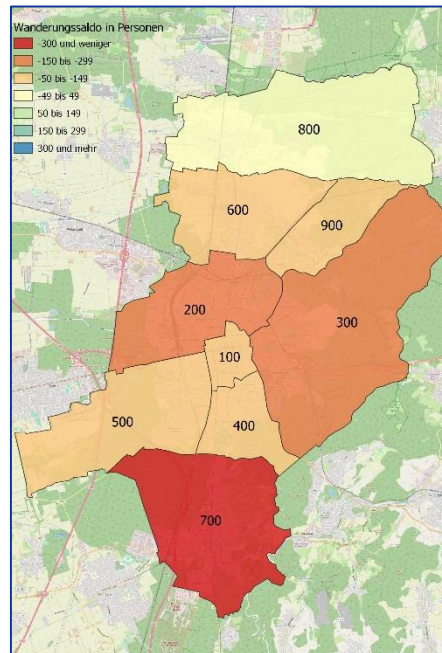 Wanderungssaldo in Personen
-300 und weniger
-150 bis -299
-50 bis -149
-49 bis 49
50 bis 149
150 bis 299
300 und mehr
800
600
900
200
300
100
500
400
700